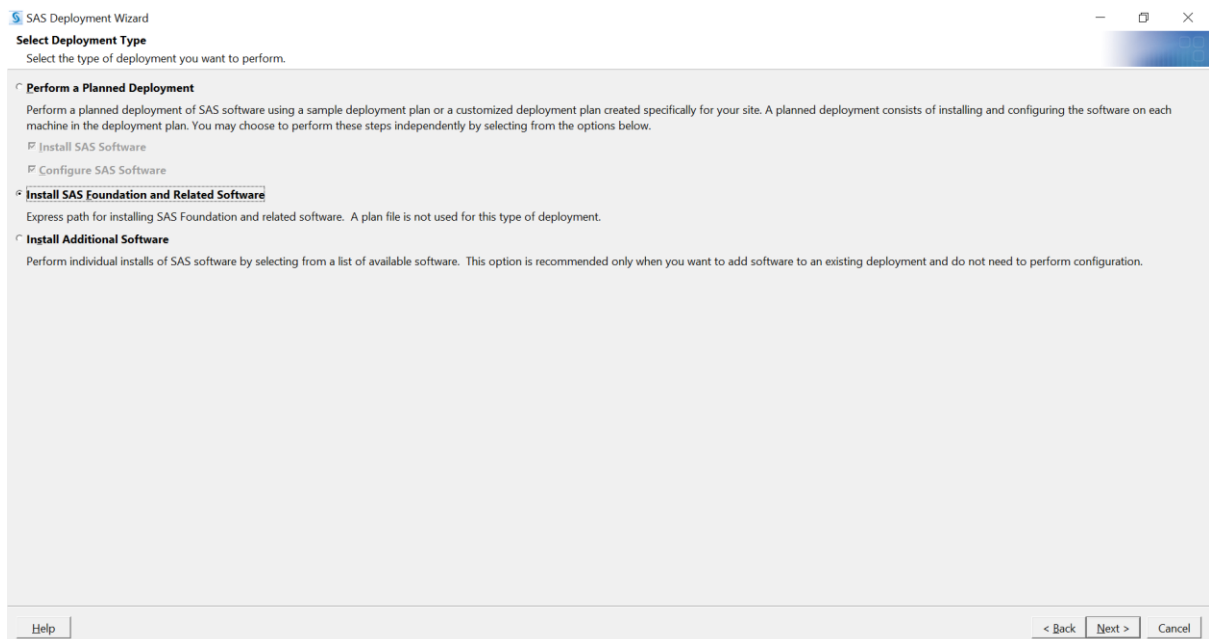 SAS Deployment Wizard
Select Deployment Type
Select the type of deployment you want to perform.
Perform a Planned Deployment
Perform a planned deployment of SAS software using a sample deployment plan or a customized deployment plan created specifically for your site. A planned deployment consists of installing and configuring the software on each
machine in the deployment plan. You may choose to perform these steps independently by selecting from the options below.
Install SAS Software
Configure SAS Software
Install SAS Foundation and Related Software
Express path for installing SAS Foundation and related software. A plan file is not used for this type of deployment.
Install Additional Software
Perform individual installs of SAS software by selecting from a list of available software. This option is recommended only when you want to add software to an existing deployment and do not need to perform configuration.
Help
< Back
Next >
Cancel